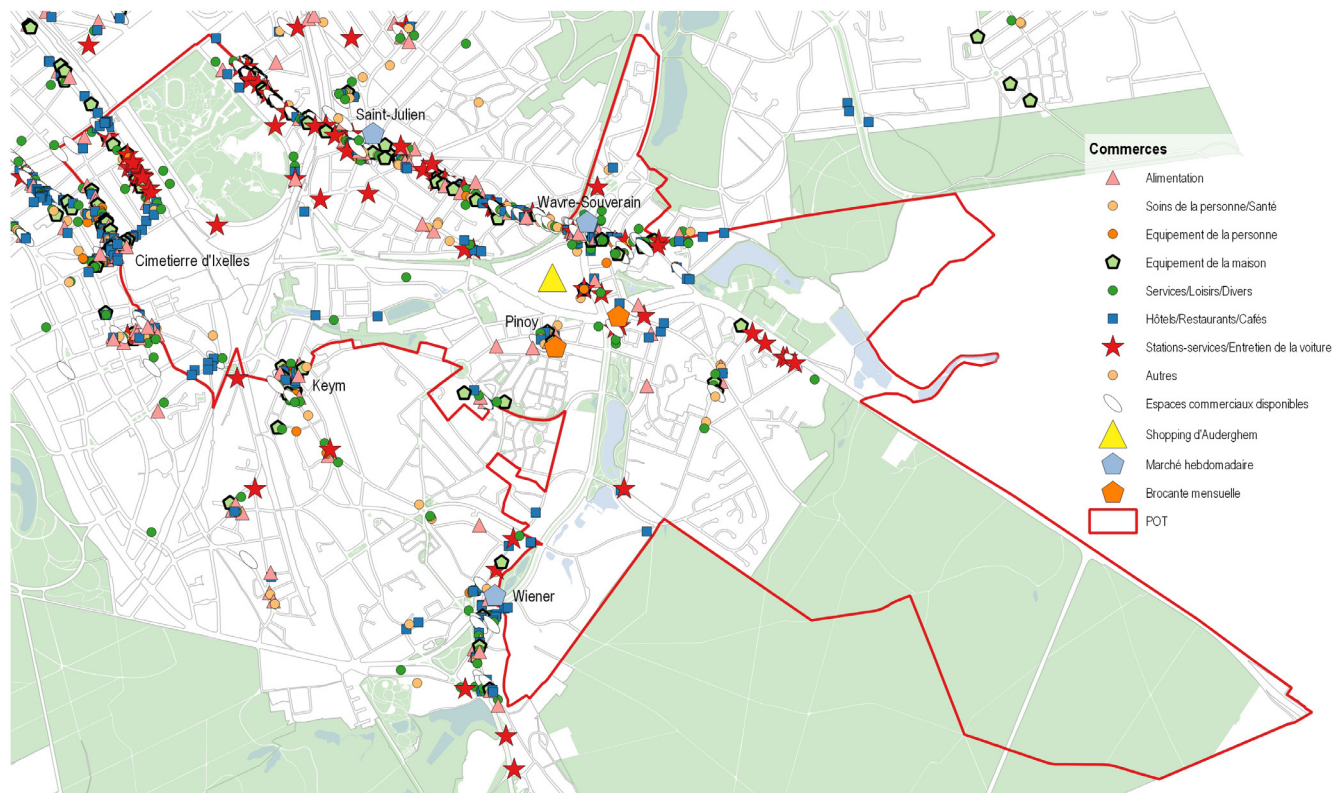 Saint-Julien
Wavre-Souverain
Cimetierre d'Ixelles
Pinoy
Keym
Wiener
Commerces
Alimentation
Soins de la personne/Santé
Equipement de la personne
Equipement de la maison
Services/Loisirs/Divers
Hôtels/Restaurants/Cafés
Stations-services/Entretien de la voiture
Autres
Espaces commerciaux disponibles
Shopping d'Auderghem
Marché hebdomadaire
Brocante mensuelle
POT